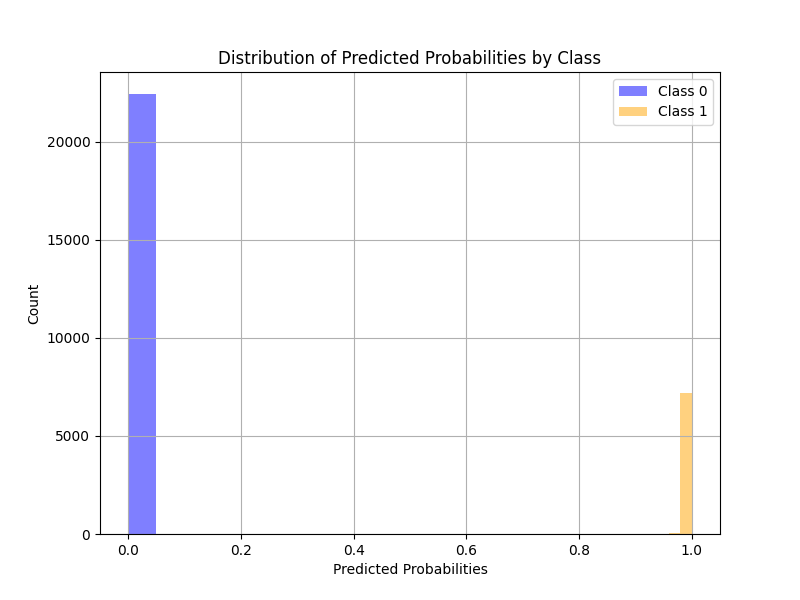 Distribution of Predicted Probabilities by Class
Class 0
Class 1
20000
15000
10000
5000
0
Count
0.0 0.2 0.4 0.6 0.8 1.0
Predicted Probabilities